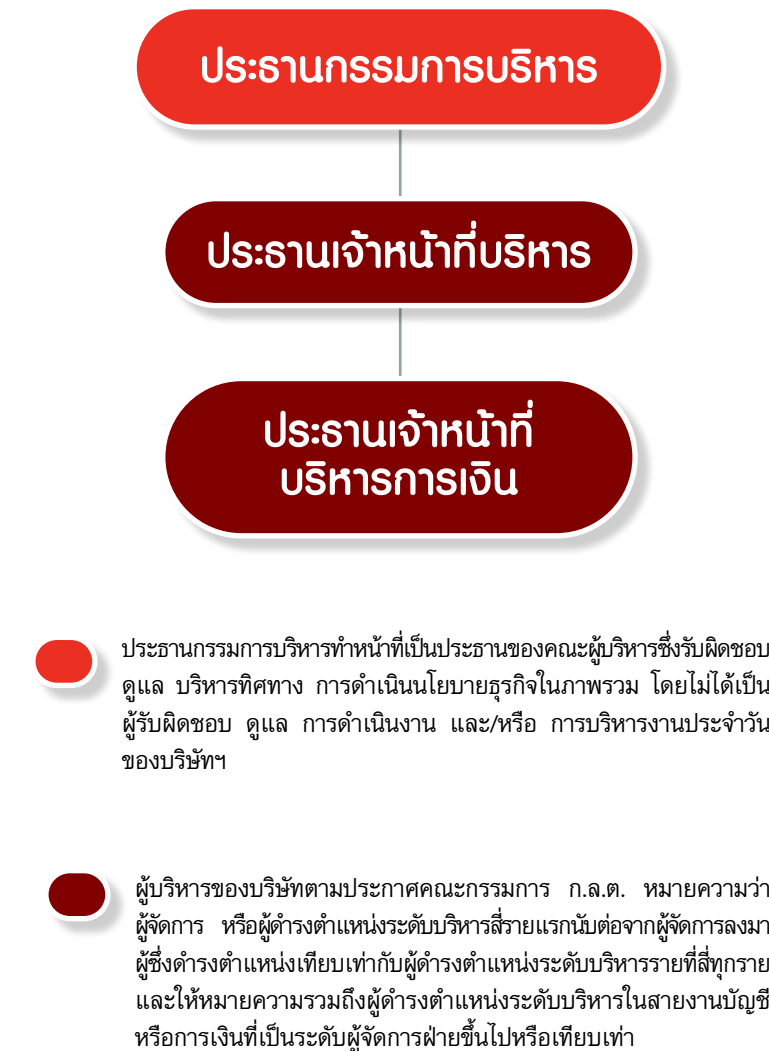 ประธานกรรมการบริหาร
ประธานเจ้าหน้าที่บริหาร
ประธานเจ้าหน้าที่
บริหารการเงิน
ประธานกรรมการบริหารทำหน้าที่เป็นประธานของคณะผู้บริหารซึ่งรับผิดชอบ
ดูแล บริหารทิศทาง การดำเนินนโยบายธุรกิจในภาพรวม โดยไม่ได้เป็น
ผู้รับผิดชอบ ดูแล การดำเนินงาน และ/หรือ การบริหารงานประจำวัน
ของบริษัทฯ
ผู้บริหารของบริษัทตามประกาศคณะกรรมการ ก.ล.ต. หมายความว่า
ผู้จัดการ หรือผู้ดำรงตำแหน่งระดับบริหารสี่รายแรกนับต่อจากผู้จัดการลงมา
ผู้ซึ่งดำรงตำแหน่งเทียบเท่ากับผู้ดำรงตำแหน่งระดับบริหารรายที่สี่ทุกราย
และให้หมายความรวมถึงผู้ดำรงตำแหน่งระดับบริหารในสายงานบัญชี
หรือการเงินที่เป็นระดับผู้จัดการฝ่ายขึ้นไปหรือเทียบเท่า